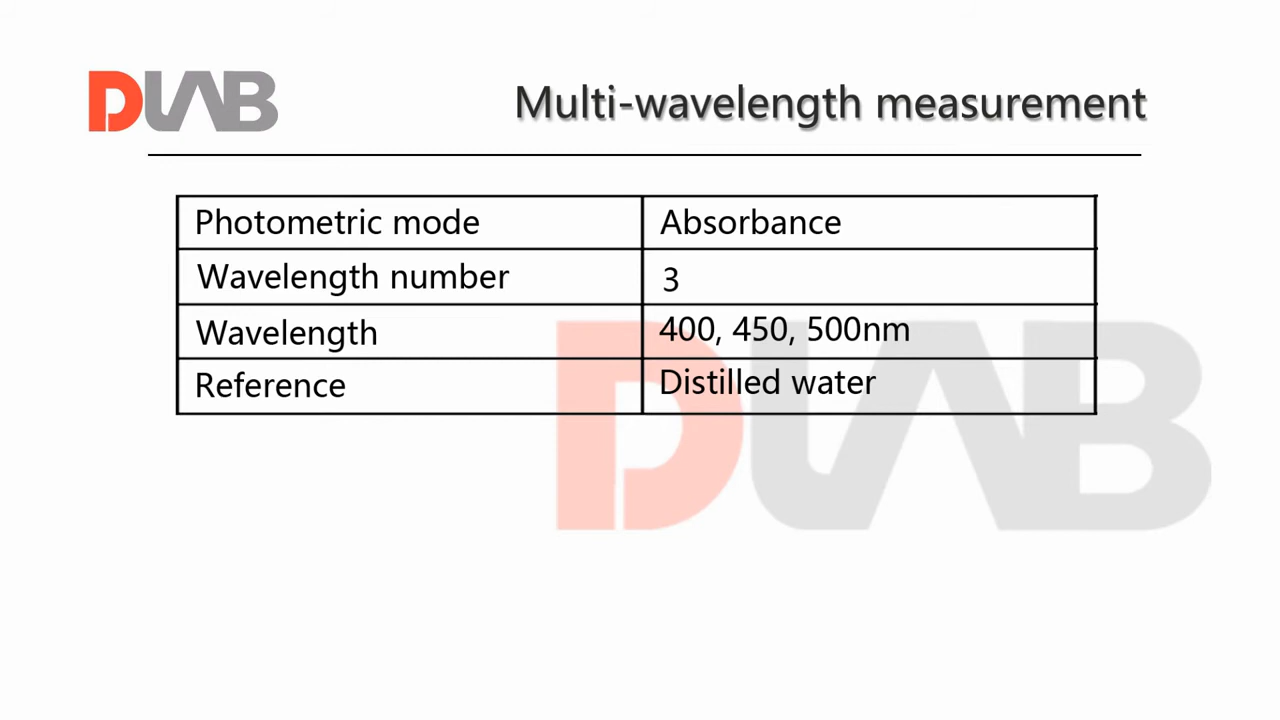 DLAB
Multi-wavelength measurement
Photometric mode Absorbance
Wavelength number 3
Wavelength 400, 450, 500nm
Reference Distilled water
DLAB